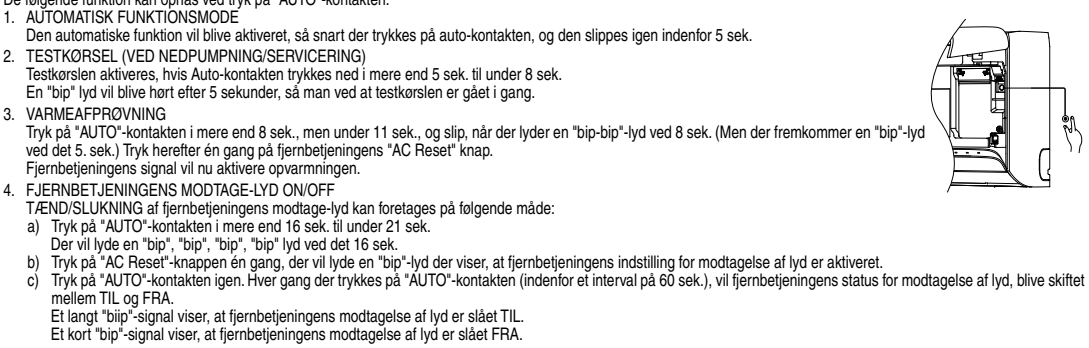 De følgende funktion kan opnås ved tryk på "AUTO"-kontakten.
1. AUTOMATISK FUNKTIONSMODE
Den automatiske funktion vil blive aktiveret, så snart der trykkes på auto-kontakten, og den slippes igen indenfor 5 sek.
2. TESTKØRSEL (VED NEDPUMPNING/SERVICERING)
Testkørslen aktiveres, hvis Auto-kontakten trykkes ned i mere end 5 sek. til under 8 sek.
En "bip" lyd vil blive hørt efter 5 sekunder, så man ved at testkørslen er gået i gang.
3. VARMEAFPRØVNING
Tryk på "AUTO"-kontakten i mere end 8 sek., men under 11 sek., og slip, når der lyder en "bip-bip"-lyd ved 8 sek. (Men der fremkommer en "bip"-lyd
ved det 5. sek.) Tryk herefter én gang på fjernbetjeningens "AC Reset" knap.
Fjernbetjeningens signal vil nu aktivere opvarmningen.
4. FJERNBETJENINGENS MODTAGE-LYD ON/OFF
TÆND/SLUKNING af fjernbetjeningens modtage-lyd kan foretages på følgende måde:
a) Tryk på "AUTO"-kontakten i mere end 16 sek. til under 21 sek.
Der vil lyde en "bip", "bip", "bip", "bip" lyd ved det 16 sek.
b) Tryk på "AC Reset"-knappen én gang, der vil lyde en "bip"-lyd der viser, at fjernbetjeningens indstilling for modtagelse af lyd er aktiveret.
c) Tryk på "AUTO"-kontakten igen. Hver gang der trykkes på "AUTO"-kontakten (indenfor et interval på 60 sek.), vil fjernbetjeningens status for modtagelse af lyd, blive skiftet
mellem TIL og FRA.
Et langt "biip"-signal viser, at fjernbetjeningens modtagelse af lyd er slået TIL.
Et kort "bip"-signal viser, at fjernbetjeningens modtagelse af lyd er slået FRA.